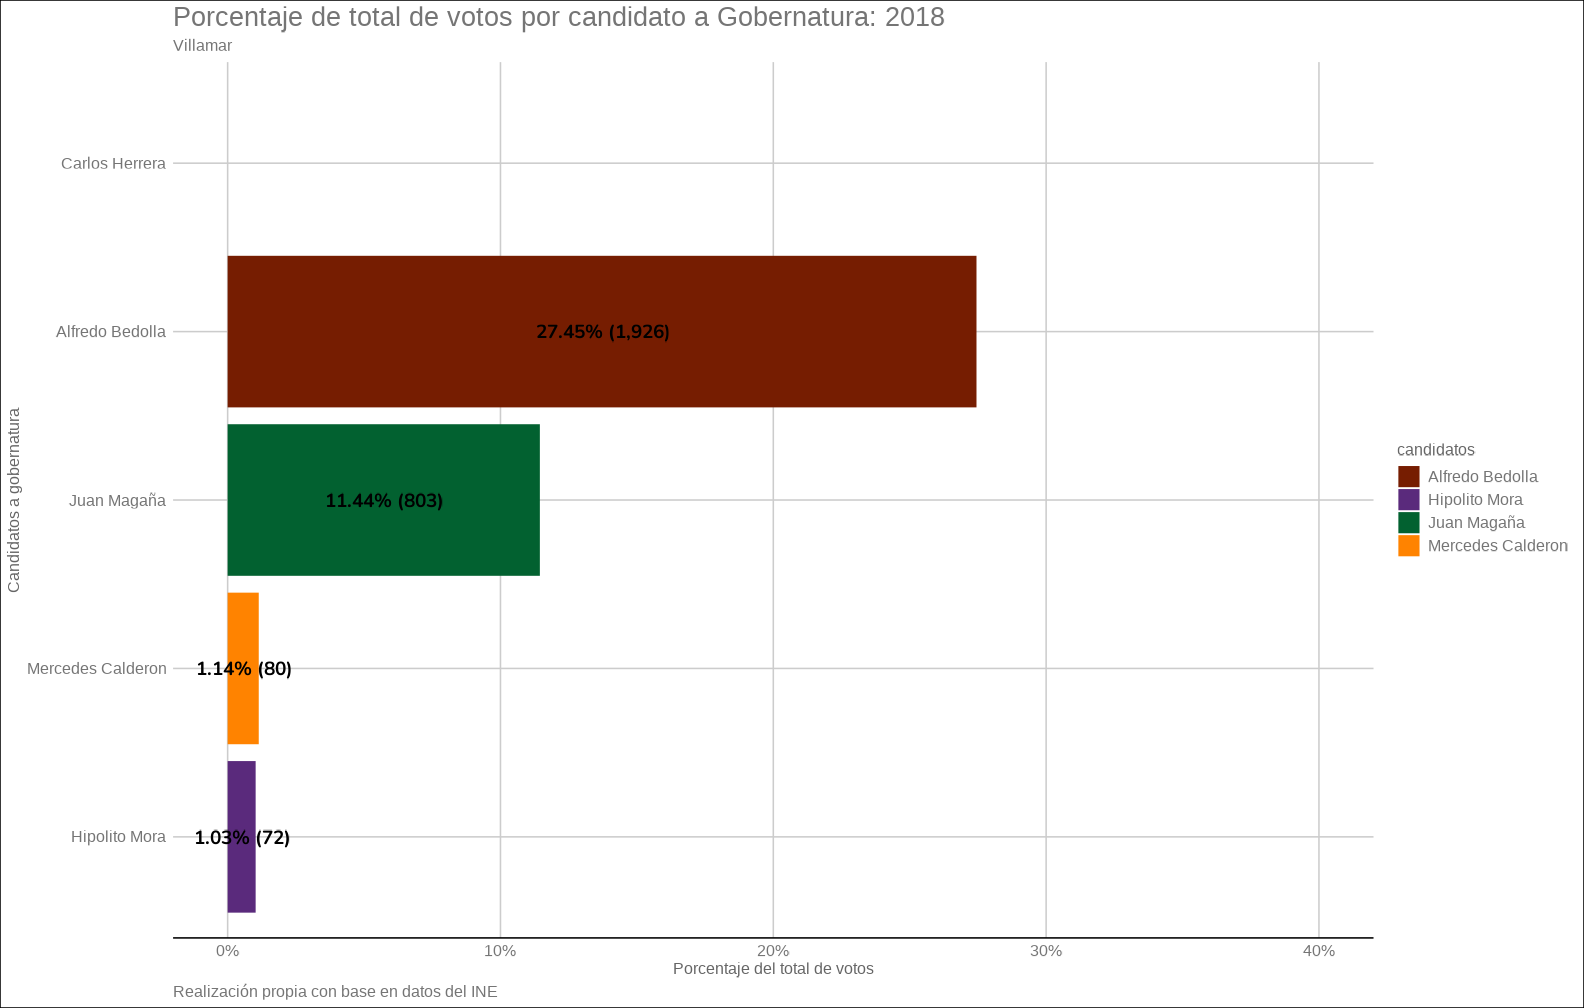 Porcentaje de total de votos por candidato a Gobernatura: 2018
Villamar
Candidatos a gobernatura
Carlos Herrera
Alfredo Bedolla
27.45% (1,926)
Juan Magaña
11.44% (803)
Mercedes Calderon
1.14% (80)
Hipolito Mora
1.03% (72)
0% 10% 20% 30% 40%
Porcentaje del total de votos
candidatos
Alfredo Bedolla
Hipolito Mora
Juan Magaña
Mercedes Calderon
Realización propia con base en datos del INE